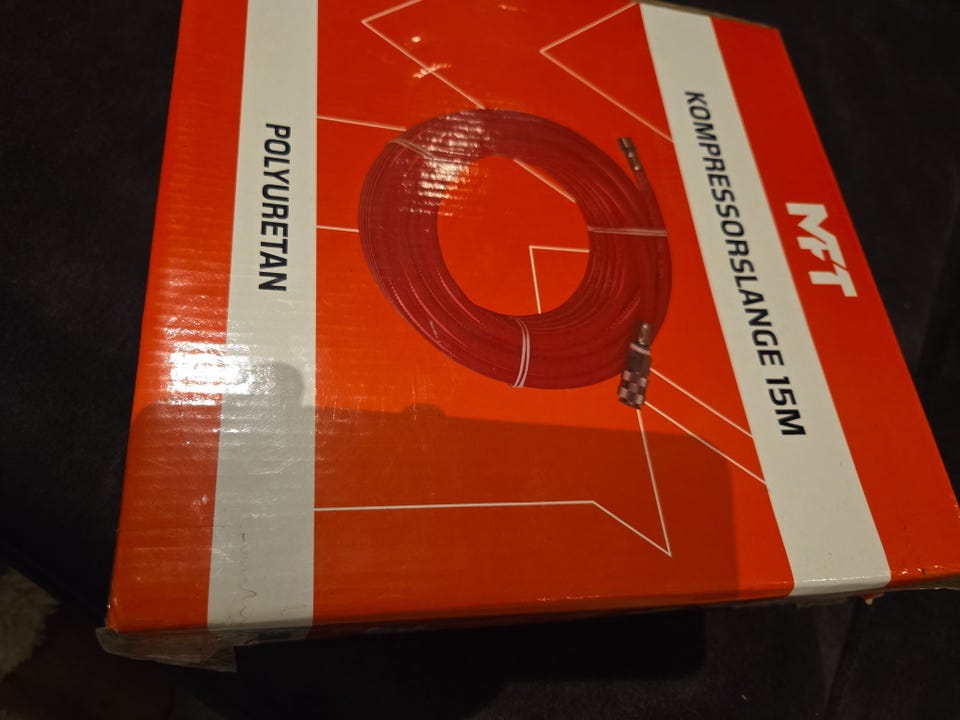 MFT
KOMPRESSORSLANGE 15M
POLYURETAN